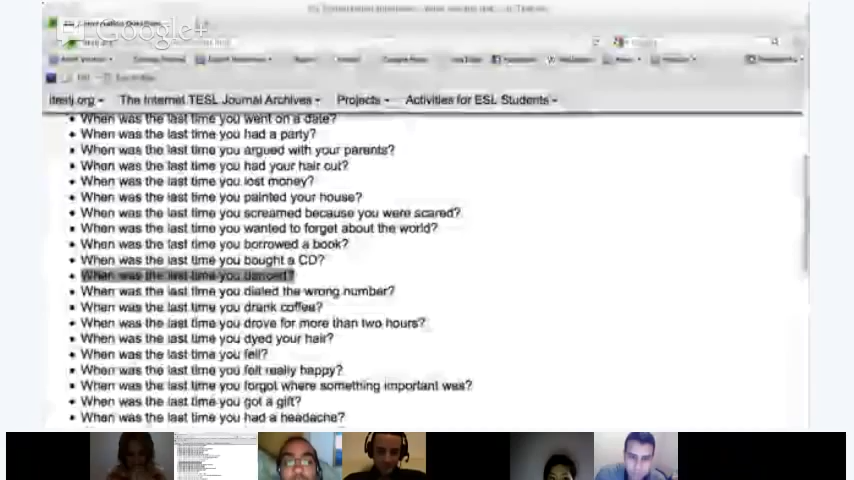 Google+
iteslj.org
The Internet TESL Journal Archives
Projects
Activities for ESL Students
When was the last time you went on a date?
When was the last time you had a party?
When was the last time you argued with your parents?
When was the last time you had your hair cut?
When was the last time you lost money?
When was the last time you painted your house?
When was the last time you screamed because you were scared?
When was the last time you wanted to forget about the world?
When was the last time you borrowed a book?
When was the last time you bought a CD?
When was the last time you danced?
When was the last time you dialed the wrong number?
When was the last time you drank coffee?
When was the last time you drove for more than two hours?
When was the last time you dyed your hair?
When was the last time you fell?
When was the last time you felt really happy?
When was the last time you forgot where something important was?
When was the last time you got a gift?
When was the last time you had a headache?